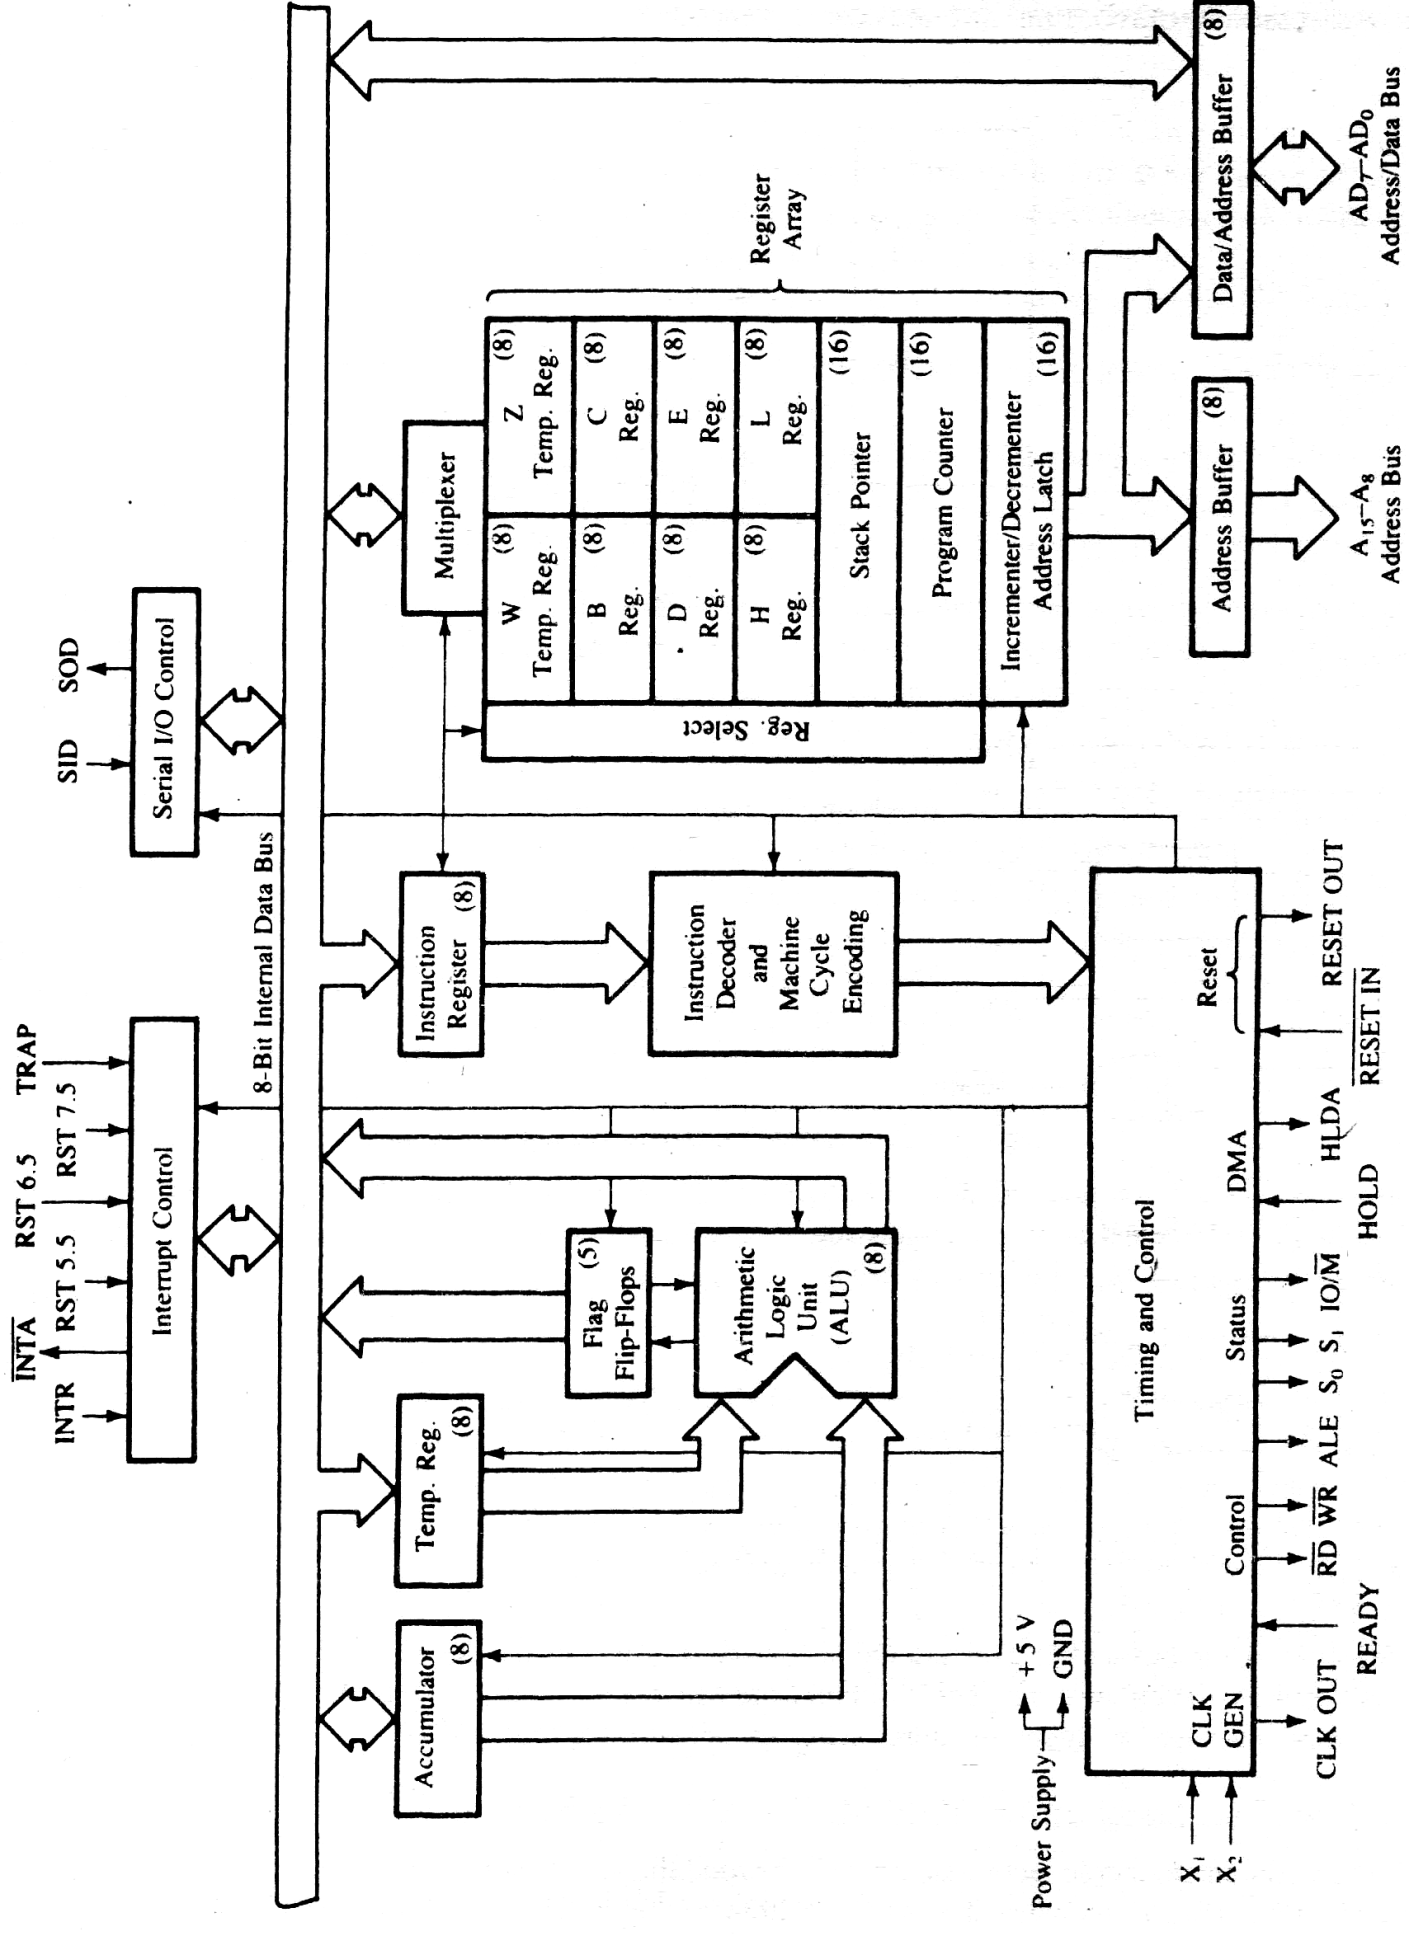 INTR
INTA
RST 5.5
RST 6.5
RST 7.5
TRAP
SID
SOD
Interrupt Control
Serial I/O Control
8-Bit Internal Data Bus
Accumulator
(8)
Temp. Reg.
(8)
Flag
Flip-Flops
(5)
Arithmetic
Logic
Unit
(ALU)
(8)
Instruction
Register
(8)
Instruction
Decoder
and
Machine
Cycle
Encoding
Multiplexer
Reg. Select
W
Temp. Reg.
(8)
Z
Temp. Reg.
(8)
B
Reg.
(8)
C
Reg.
(8)
D
Reg.
(8)
E
Reg.
(8)
H
Reg.
(8)
L
Reg.
(8)
Stack Pointer
(16)
Program Counter
(16)
Incrementer/Decrementer
Address Latch
(16)
Register
Array
Power Supply
+5 V
GND
X1
X2
Timing and Control
CLK
GEN
Control
Status
DMA
Reset
CLK OUT
READY
RD
WR
ALE
S0
S1
IO/M
HOLD
HLDA
RESET IN
RESET OUT
Address Buffer
(8)
A15–A8
Address Bus
Data/Address Buffer
(8)
AD7–AD0
Address/Data Bus